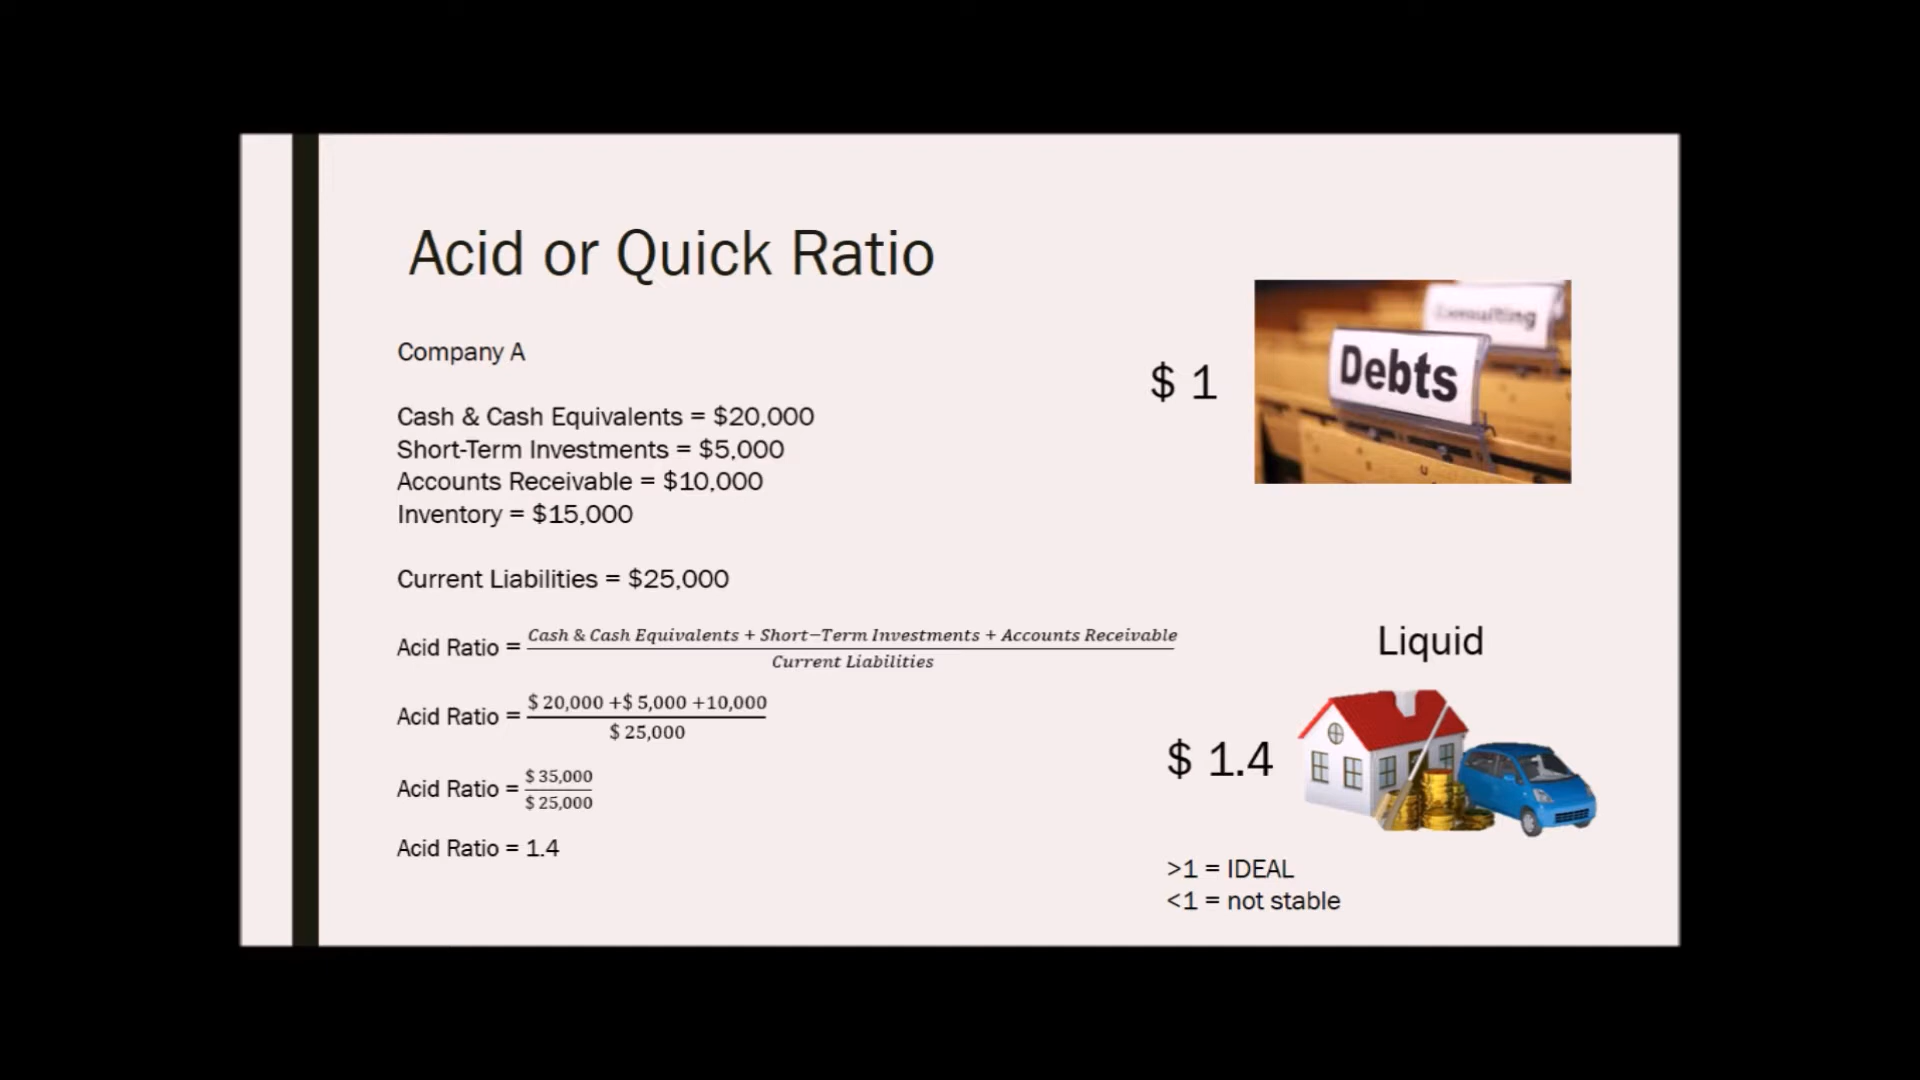 Acid or Quick Ratio
Company A
Cash & Cash Equivalents = $20,000
Short-Term Investments = $5,000
Accounts Receivable = $10,000
Inventory = $15,000
Current Liabilities = $25,000
Acid Ratio = Cash & Cash Equivalents + Short−Term Investments + Accounts Receivable
Current Liabilities
Acid Ratio = $ 20,000 +$ 5,000 +10,000
$ 25,000
Acid Ratio = $ 35,000
$ 25,000
Acid Ratio = 1.4
$ 1
Consulting
Debts
Liquid
$ 1.4
>1 = IDEAL
<1 = not stable